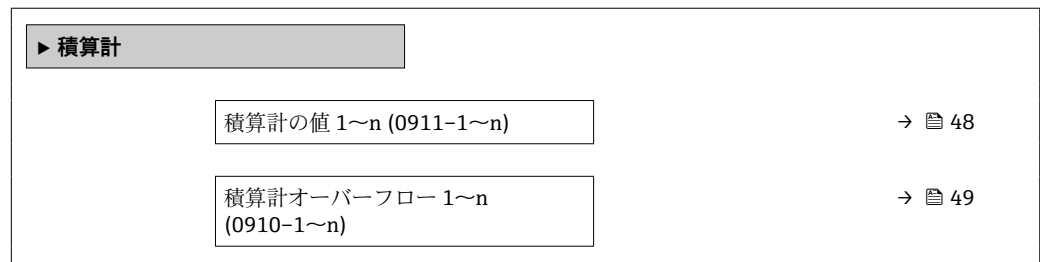 ▶ 積算計
積算計の値 1～n (0911–1～n) → 48
積算計オーバーフロー 1～n → 49
(0910–1～n)